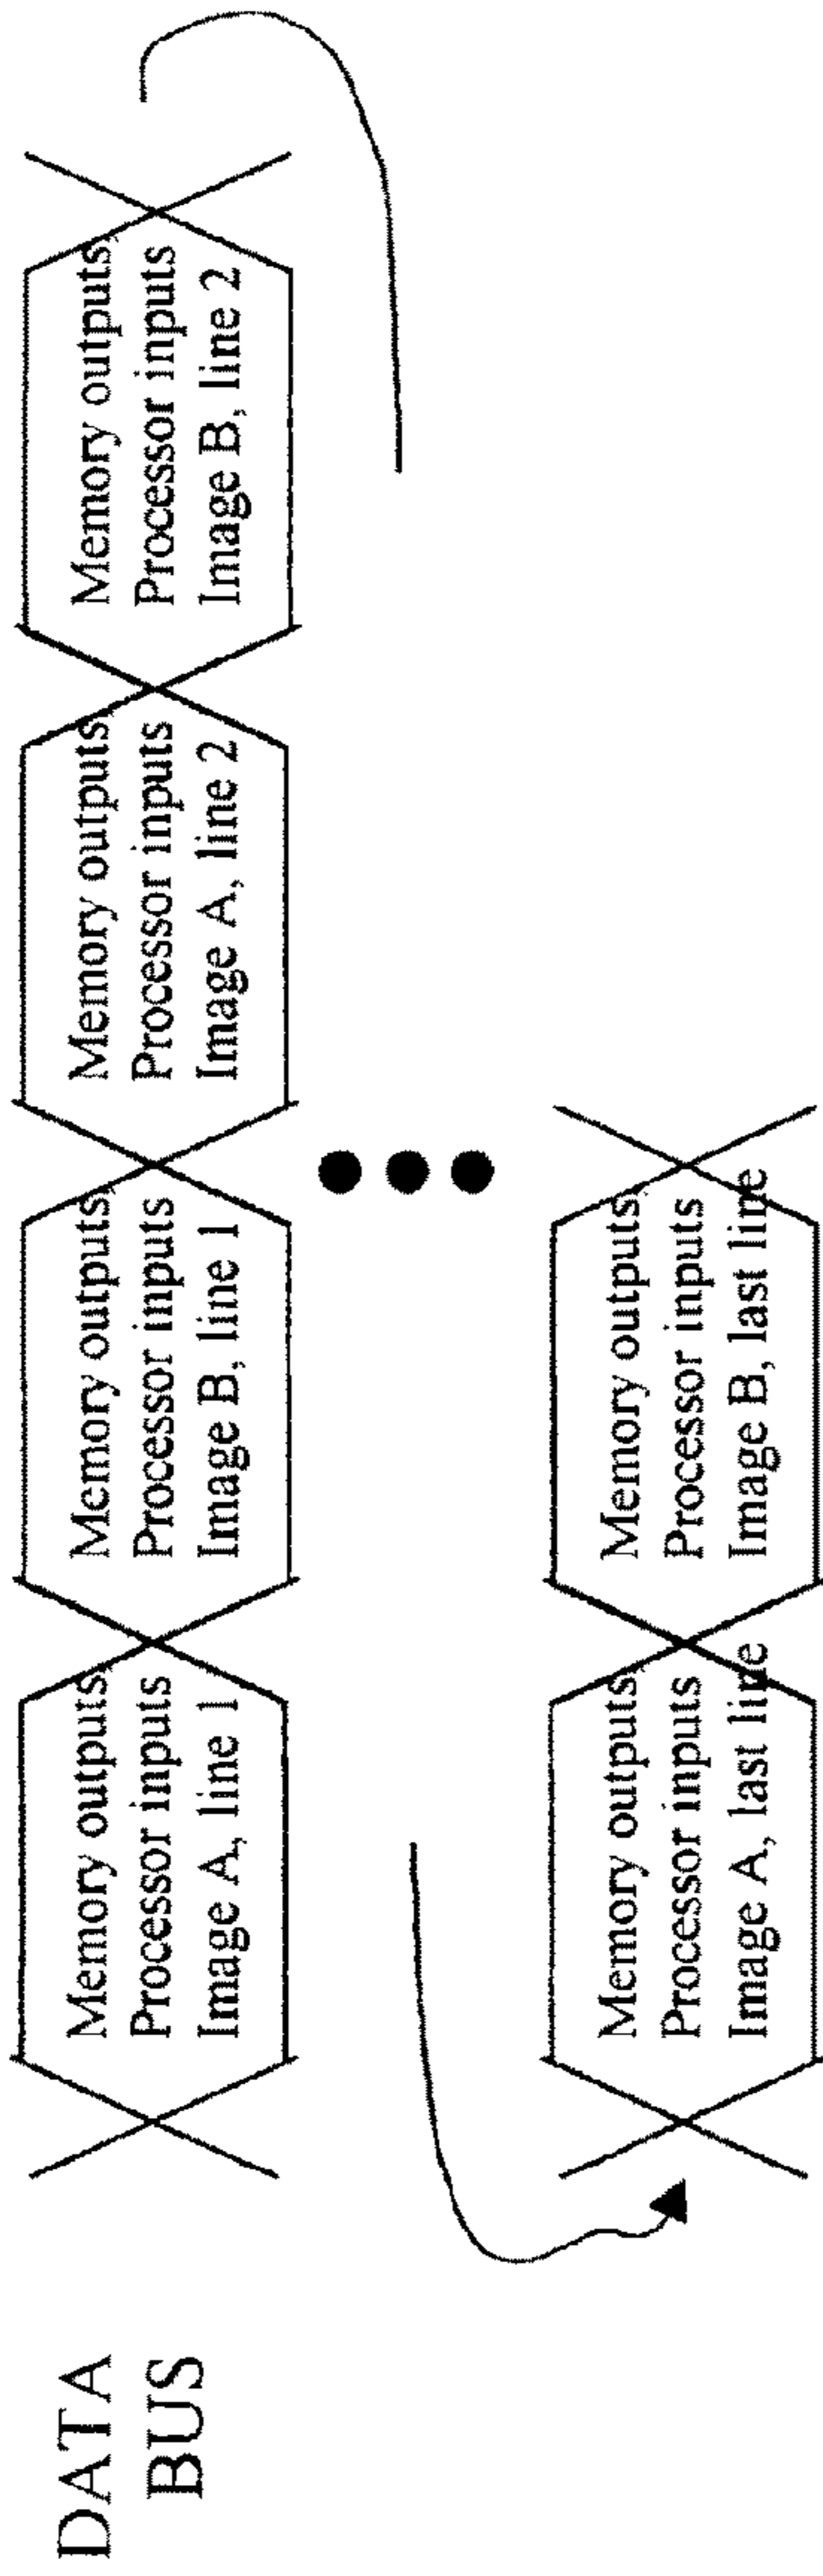 DATA
BUS
Memory outputs,
Processor inputs
Image A, line 1
Memory outputs,
Processor inputs
Image B, line 1
Memory outputs,
Processor inputs
Image A, line 2
Memory outputs,
Processor inputs
Image B, line 2
Memory outputs,
Processor inputs
Image A, last line
Memory outputs,
Processor inputs
Image B, last line